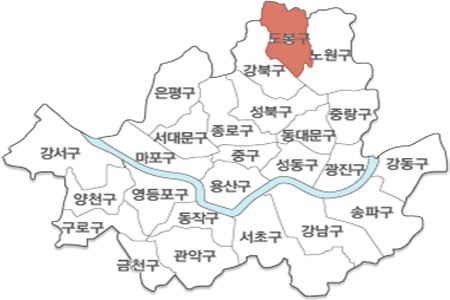 도봉구
노원구
강북구
은평구
성북구
중랑구
서대문구
종로구
동대문구
강서구
마포구
중구
성동구
광진구
강동구
양천구
영등포구
용산구
송파구
구로구
동작구
서초구
강남구
금천구
관악구